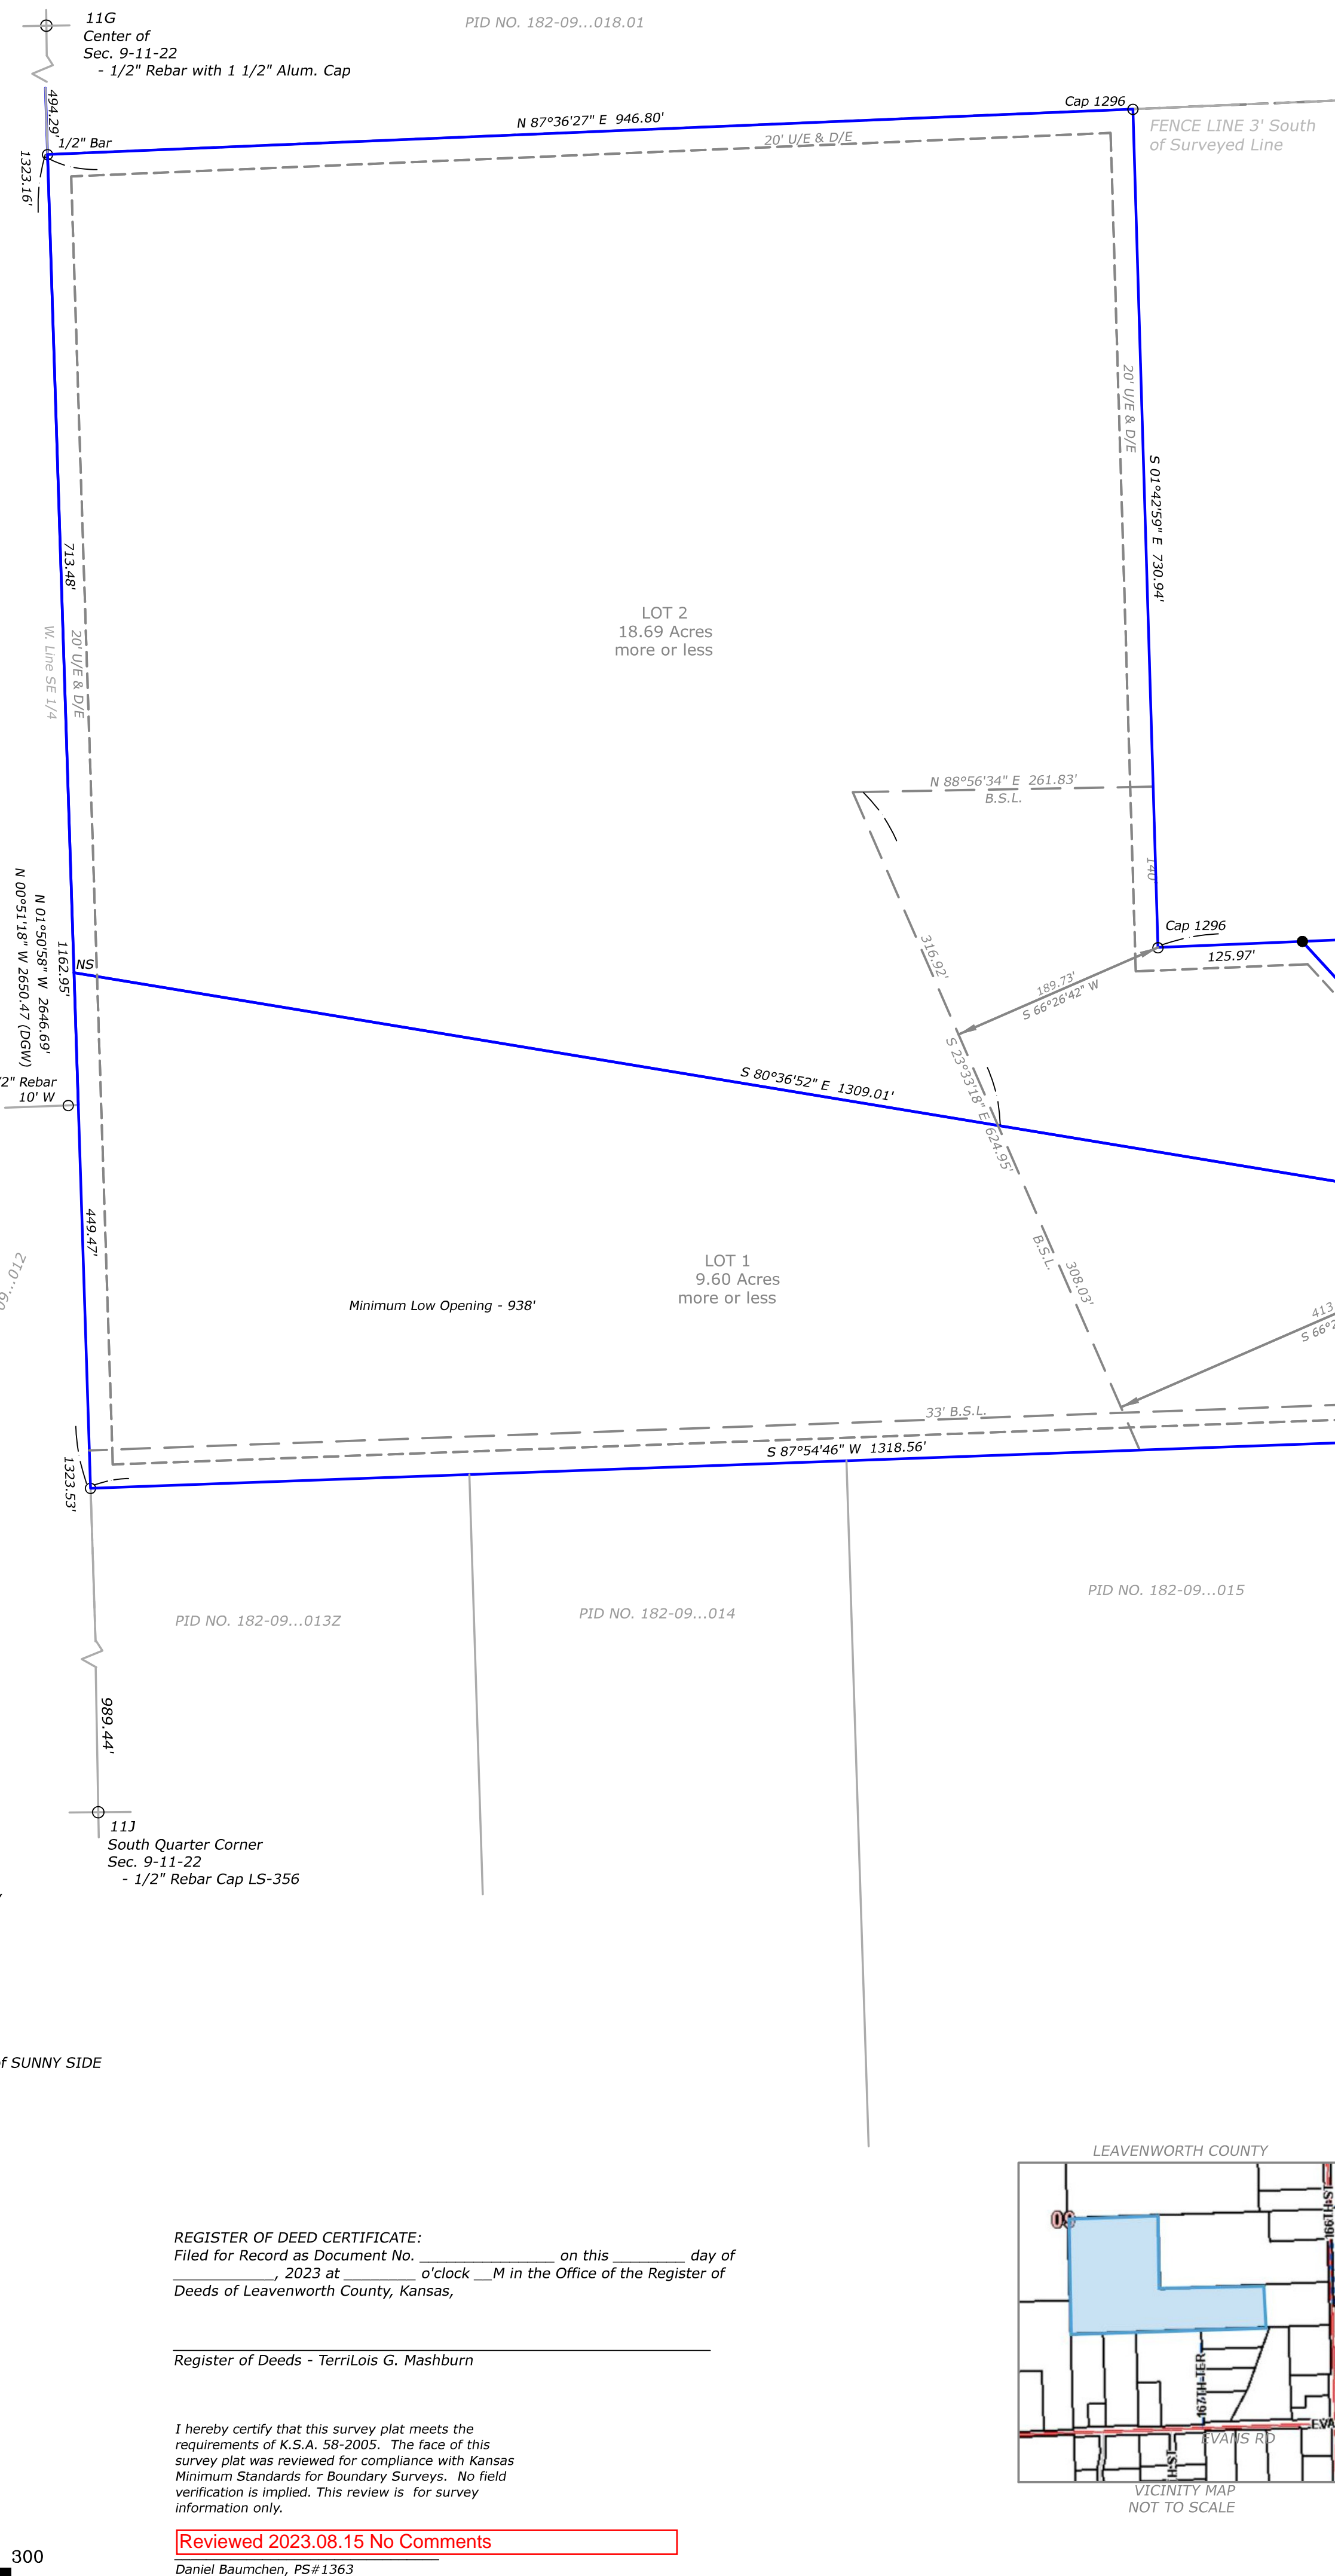 11G
Center of
Sec. 9-11-22
- 1/2" Rebar with 1 1/2" Alum. Cap
PID NO. 182-09...018.01
494.29'
1/2" Bar
1323.16'
N 87°36'27" E 946.80'
Cap 1296
20' U/E & D/E
FENCE LINE 3' South
of Surveyed Line
20' U/E & D/E
S 01°42'59" E 730.94'
713.48'
W. Line SE 1/4
20' U/E & D/E
LOT 2
18.69 Acres
more or less
N 88°56'34" E 261.83'
B.S.L.
140'
Cap 1296
125.97'
316.92'
189.73'
S 66°26'42" W
N 00°51'18" W 2650.47 (DGW)
N 01°50'58" W 2646.69'
1162.95'
NS
/2" Rebar
10' W
S 80°36'52" E 1309.01'
S 23°33'18" E 624.95'
449.47'
09...012
LOT 1
9.60 Acres
more or less
B.S.L.
308.03'
Minimum Low Opening - 938'
413
S 66°2
33' B.S.L.
S 87°54'46" W 1318.56'
1323.53'
PID NO. 182-09...013Z
PID NO. 182-09...014
PID NO. 182-09...015
989.44'
11J
South Quarter Corner
Sec. 9-11-22
- 1/2" Rebar Cap LS-356
of SUNNY SIDE
LEAVENWORTH COUNTY
09
166TH ST
167TH TER
H ST
EVA
EVANS RD
VICINITY MAP
NOT TO SCALE
REGISTER OF DEED CERTIFICATE:
Filed for Record as Document No. _______________ on this ________ day of
___________, 2023 at ________ o'clock __M in the Office of the Register of
Deeds of Leavenworth County, Kansas,
Register of Deeds - TerriLois G. Mashburn
I hereby certify that this survey plat meets the
requirements of K.S.A. 58-2005. The face of this
survey plat was reviewed for compliance with Kansas
Minimum Standards for Boundary Surveys. No field
verification is implied. This review is for survey
information only.
Reviewed 2023.08.15 No Comments
Daniel Baumchen, PS#1363
300